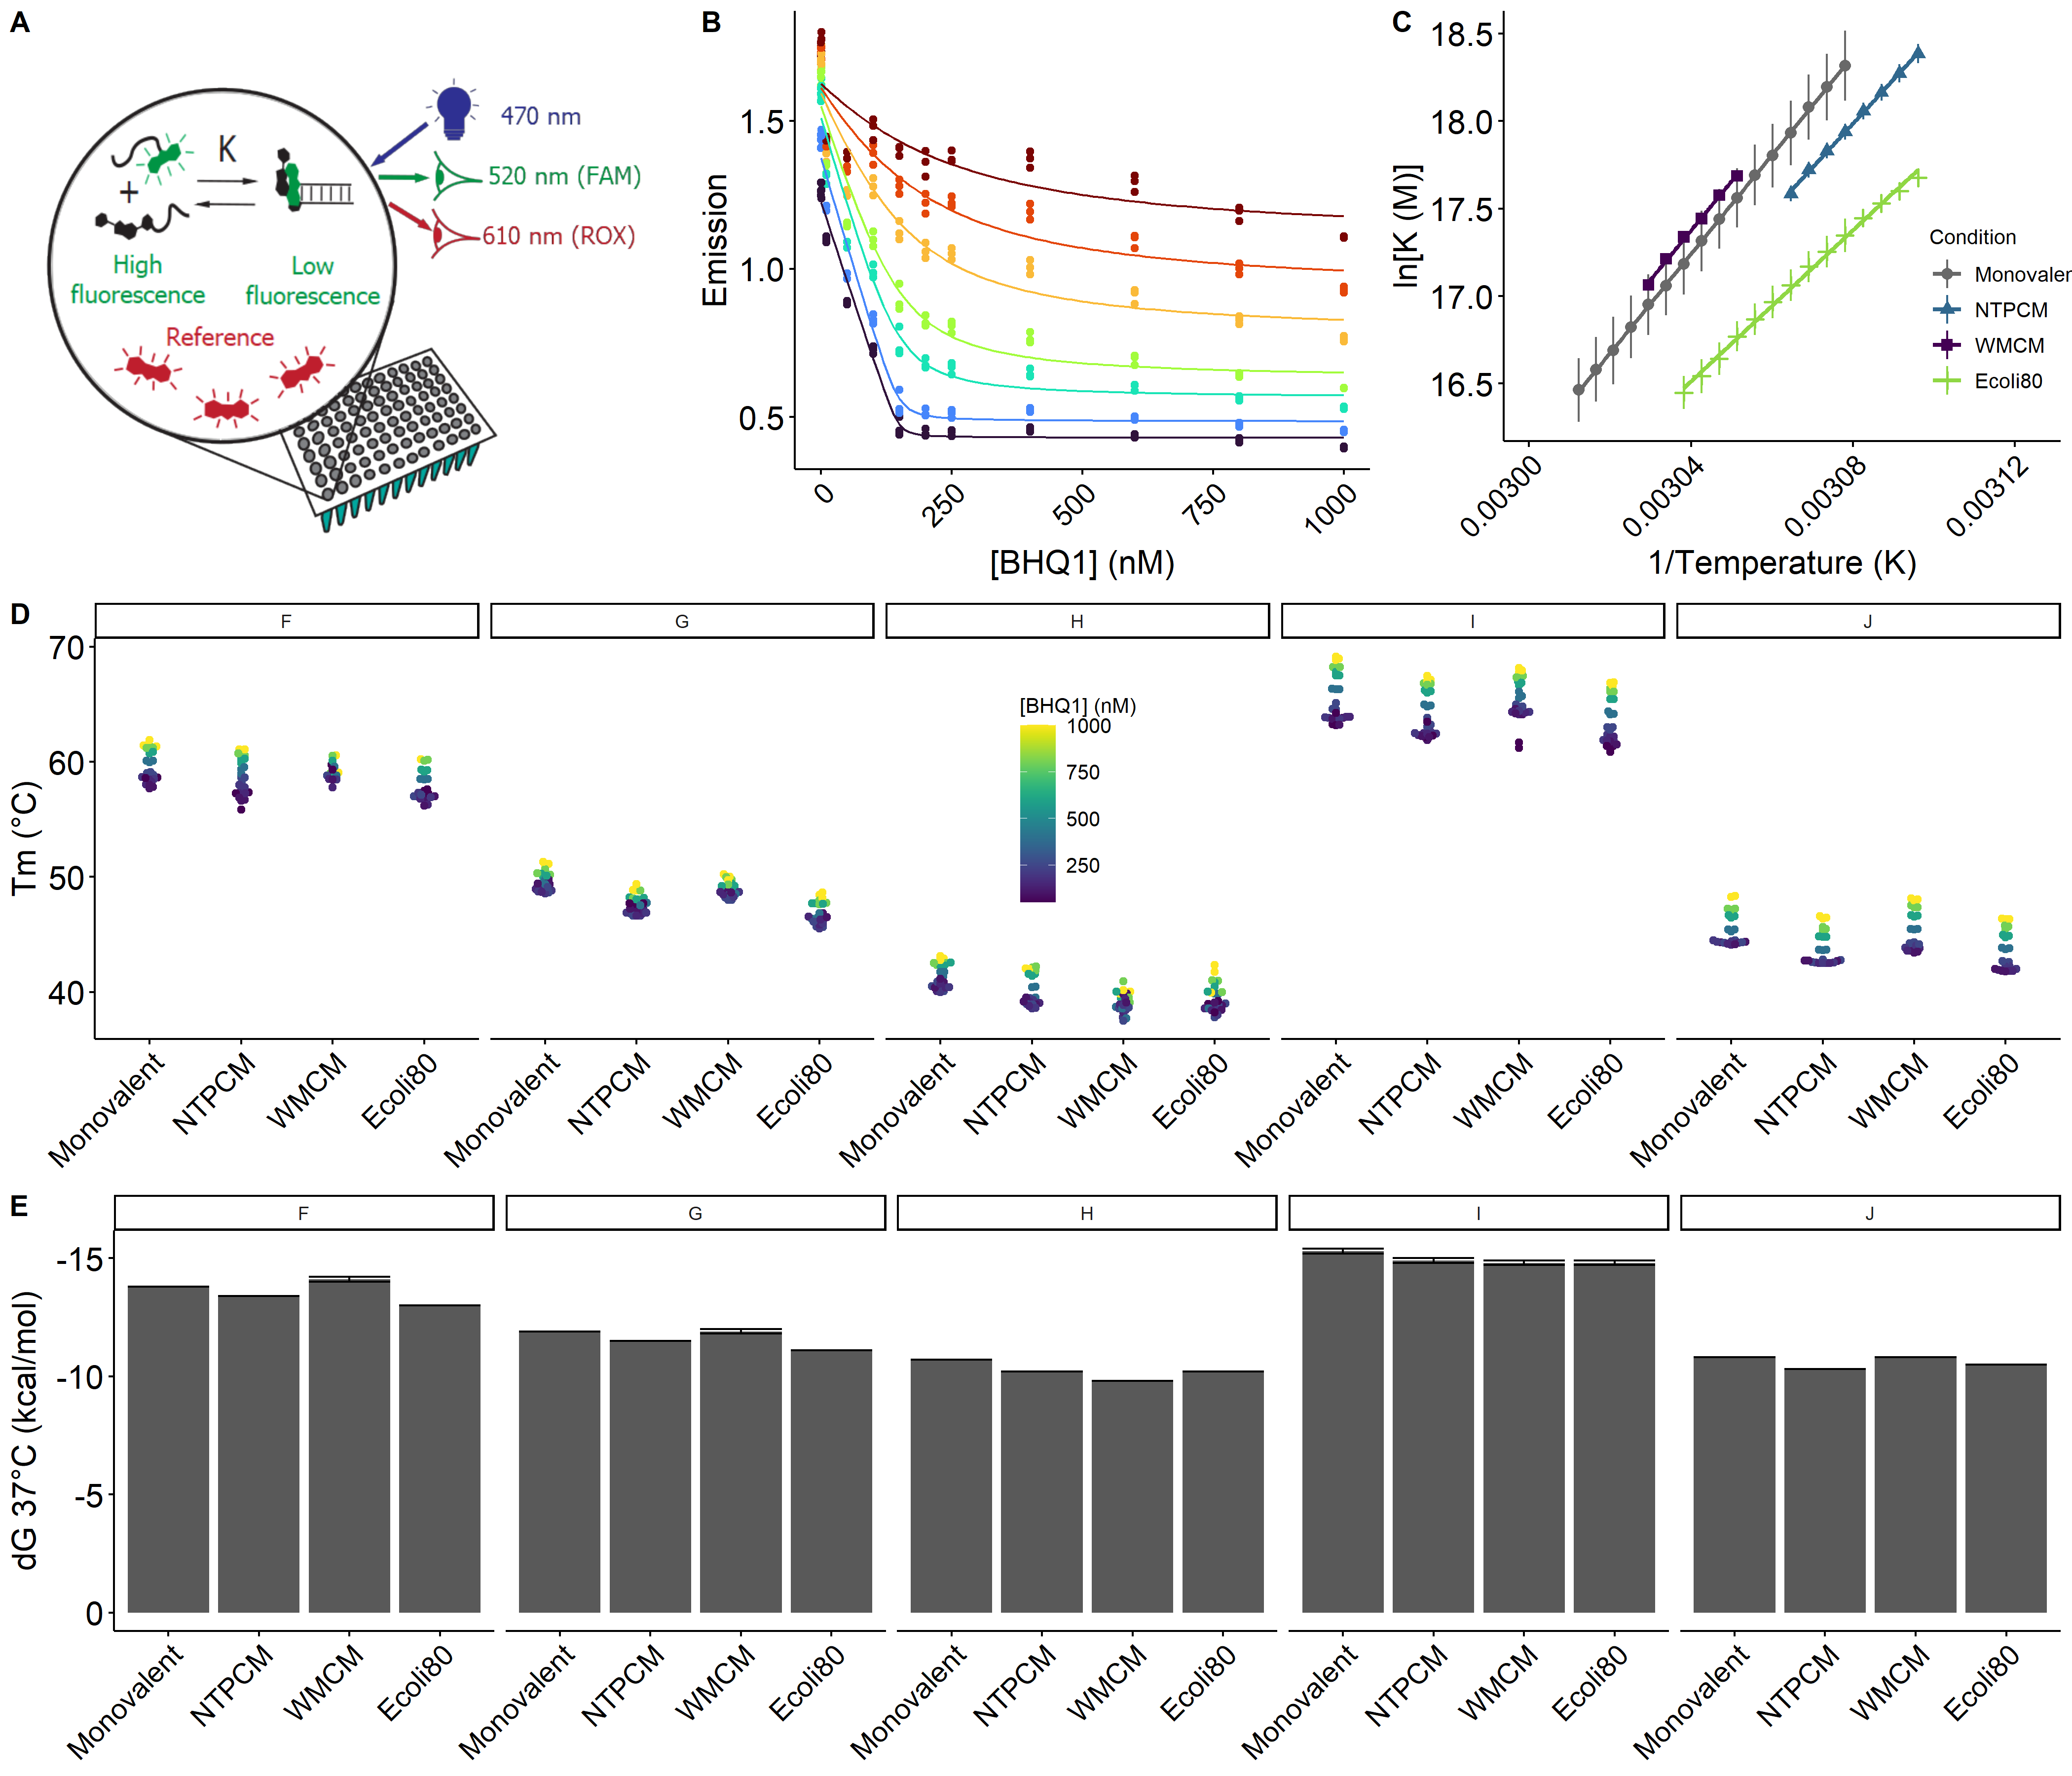 A
K
+
High
fluorescence
Low
fluorescence
Reference
470 nm
520 nm (FAM)
610 nm (ROX)
B
Emission
1.5
1.0
0.5
0
250
500
750
1000
[BHQ1] (nM)
C
ln[K (M)]
18.5
18.0
17.5
17.0
16.5
0.00300
0.00304
0.00308
0.00312
1/Temperature (K)
Condition
Monovaler
NTPCM
WMCM
Ecoli80
D
F
G
H
I
J
Tm (°C)
70
60
50
40
[BHQ1] (nM)
1000
750
500
250
Monovalent
NTPCM
WMCM
Ecoli80
Monovalent
NTPCM
WMCM
Ecoli80
Monovalent
NTPCM
WMCM
Ecoli80
Monovalent
NTPCM
WMCM
Ecoli80
Monovalent
NTPCM
WMCM
Ecoli80
E
F
G
H
I
J
dG 37°C (kcal/mol)
-15
-10
-5
0
Monovalent
NTPCM
WMCM
Ecoli80
Monovalent
NTPCM
WMCM
Ecoli80
Monovalent
NTPCM
WMCM
Ecoli80
Monovalent
NTPCM
WMCM
Ecoli80
Monovalent
NTPCM
WMCM
Ecoli80